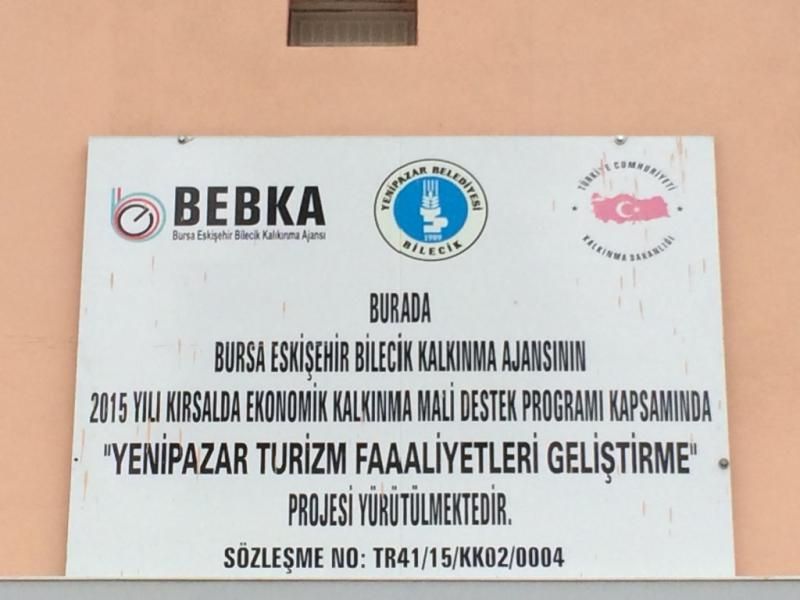 BEBKA
Bursa Eskişehir Bilecik Kalıkınma Ajansı
YENİPAZAR BELEDİYESİ
1989
BİLECİK
TÜRKİYE CUMHURİYETİ
KALKINMA BAKANLIĞI
BURADA
BURSA ESKİŞEHİR BİLECİK KALKINMA AJANSININ
2015 YILI KIRSALDA EKONOMİK KALKINMA MALİ DESTEK PROGRAMI KAPSAMINDA
"YENİPAZAR TURİZM FAAALİYETLERİ GELİŞTİRME"
PROJESİ YÜRÜTÜLMEKTEDİR.
SÖZLEŞME NO: TR41/15/KK02/0004